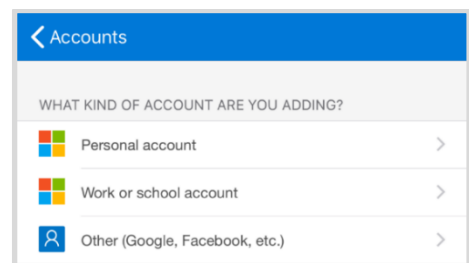 Accounts
WHAT KIND OF ACCOUNT ARE YOU ADDING?
Personal account
Work or school account
Other (Google, Facebook, etc.)